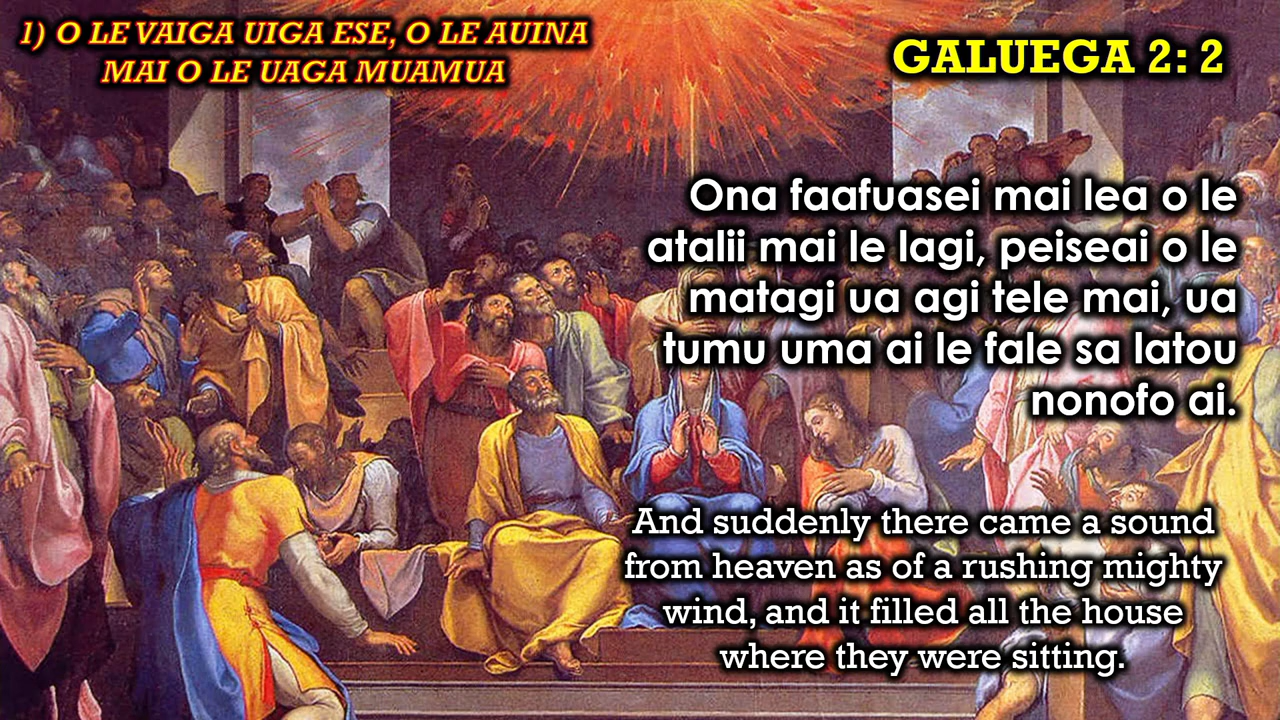 1) O LE VAIGA UIGA ESE, O LE AUINA
MAI O LE UAGA MUAMUA
GALUEGA 2: 2
Ona faafuasei mai lea o le
atalii mai le lagi, peiseai o le
matagi ua agi tele mai, ua
tumu uma ai le fale sa latou
nonofo ai.
And suddenly there came a sound
from heaven as of a rushing mighty
wind, and it filled all the house
where they were sitting.